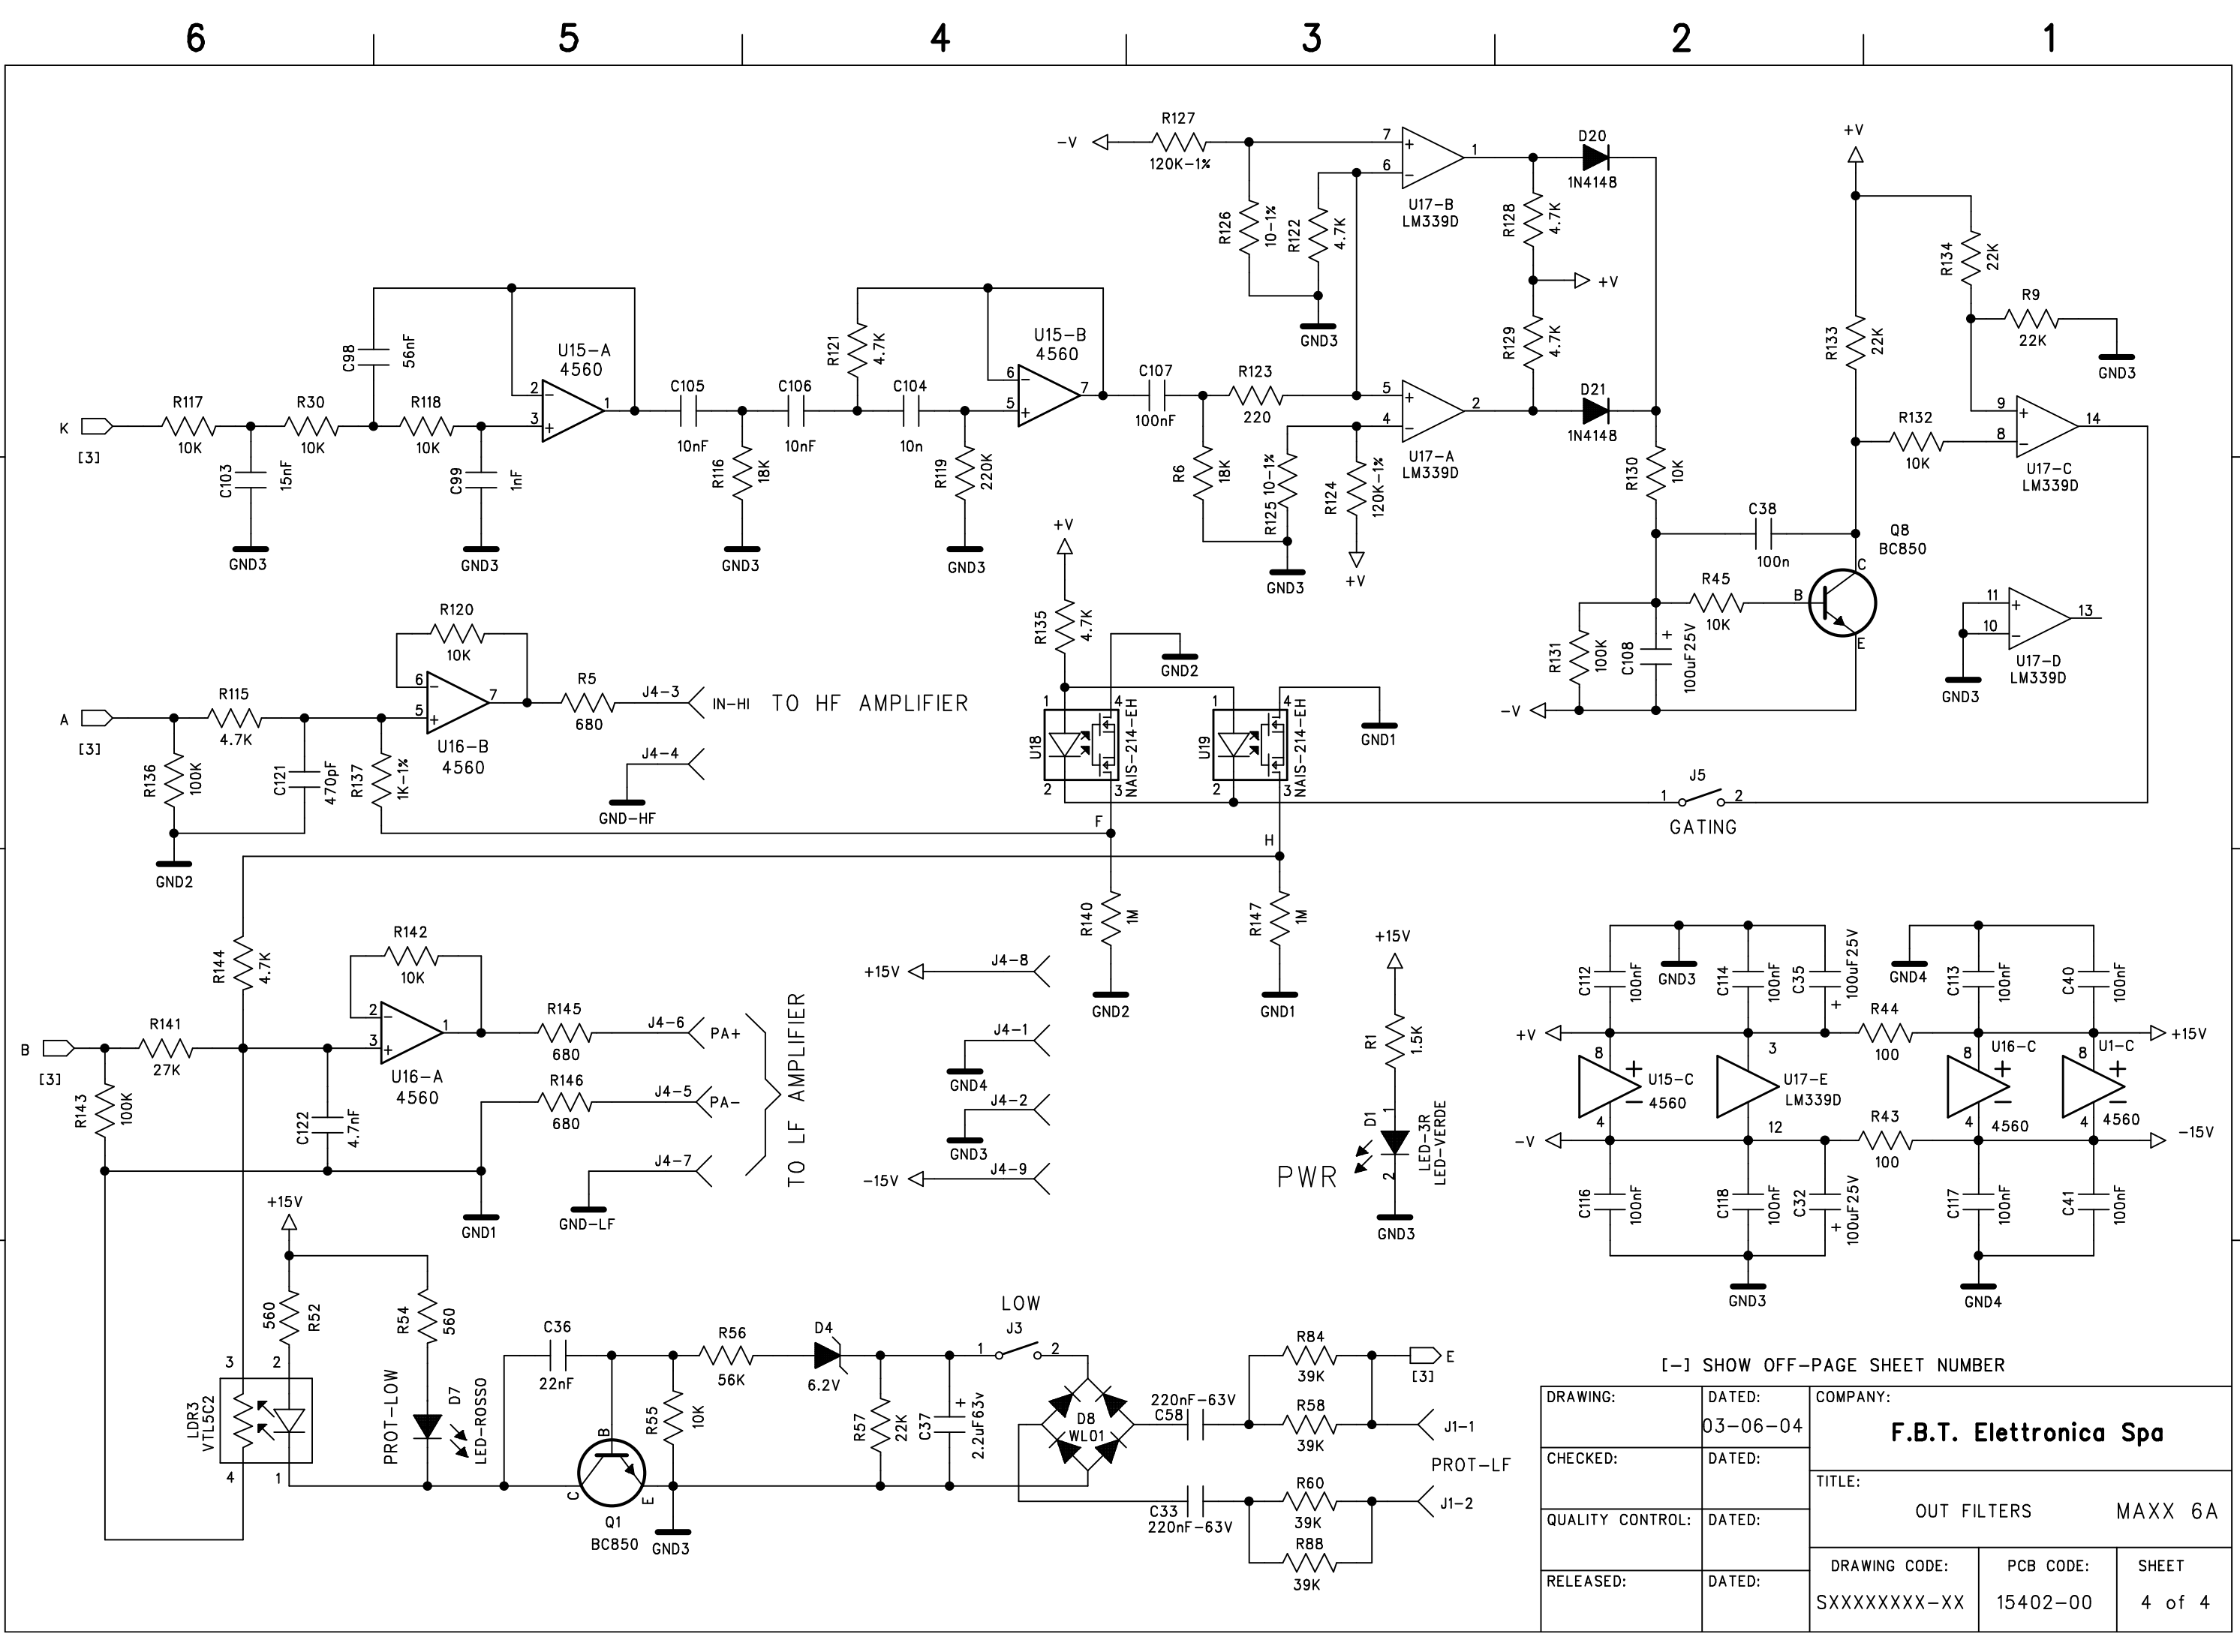 6 5 4 3 2 1
-V
R127
120K-1%
7
6
+
-
1
U17-B
LM339D
D20
1N4148
+V
R126
10-1%
R122
4.7K
GND3
R128
4.7K
+V
R129
4.7K
R134
22K
R9
22K
GND3
R133
22K
C98
56nF
U15-A
4560
2
3
-
+
1
R121
4.7K
U15-B
4560
6
5
-
+
7
K
[3]
R117
10K
R30
10K
R118
10K
C103
15nF
GND3
C99
1nF
GND3
C105
10nF
C106
10nF
C104
10n
R116
18K
GND3
R119
220K
GND3
C107
100nF
R123
220
R6
18K
R125 10-1%
R124
120K-1%
GND3
+V
5
4
+
-
2
U17-A
LM339D
D21
1N4148
R130
10K
R132
10K
9
8
+
-
14
U17-C
LM339D
C38
100n
Q8
BC850
C
B
E
R45
10K
R131
100K
C108
+
100uF25V
-V
11
10
+
-
13
U17-D
LM339D
GND3
R120
10K
A
[3]
R115
4.7K
6
5
-
+
7
U16-B
4560
R5
680
J4-3
IN-HI
TO HF AMPLIFIER
J4-4
GND-HF
R136
100K
C121
470pF
R137
1K-1%
GND2
+V
R135
4.7K
GND2
1
4
U18
2
3
NAIS-214-EH
1
4
U19
2
3
NAIS-214-EH
GND1
F
H
J5
1
2
GATING
R140
1M
GND2
R147
1M
GND1
R144
4.7K
R142
10K
B
[3]
R141
27K
2
3
-
+
1
U16-A
4560
R145
680
J4-6
PA+
R146
680
J4-5
PA-
J4-7
GND-LF
TO LF AMPLIFIER
R143
100K
C122
4.7nF
GND1
+15V
J4-8
J4-1
GND4
J4-2
GND3
-15V
J4-9
+15V
R1
1.5K
D1
1
2
LED-3R
LED-VERDE
PWR
GND3
C112
100nF
GND3
C114
100nF
C35
100uF25V
+
GND4
C113
100nF
C40
100nF
+V
R44
100
+15V
8
+
-
4
U15-C
4560
3
12
U17-E
LM339D
8
+
-
4
U16-C
4560
8
+
-
4
U1-C
4560
-V
R43
100
-15V
C116
100nF
C118
100nF
C32
100uF25V
+
C117
100nF
C41
100nF
GND3
GND4
+15V
560
R52
R54
560
3
2
LDR3
VTL5C2
4
1
PROT-LOW
D7
LED-ROSSO
C36
22nF
B
C
E
Q1
BC850
R55
10K
GND3
R56
56K
D4
6.2V
R57
22K
C37
+
2.2uF63v
LOW
J3
1
2
D8
WL01
220nF-63V
C58
C33
220nF-63V
R84
39K
R58
39K
E
[3]
J1-1
PROT-LF
R60
39K
R88
39K
J1-2
[-] SHOW OFF-PAGE SHEET NUMBER
DRAWING:
DATED:
03-06-04
COMPANY:
F.B.T. Elettronica Spa
CHECKED:
DATED:
TITLE:
OUT FILTERS MAXX 6A
QUALITY CONTROL:
DATED:
RELEASED:
DATED:
DRAWING CODE:
SXXXXXXXX-XX
PCB CODE:
15402-00
SHEET
4 of 4